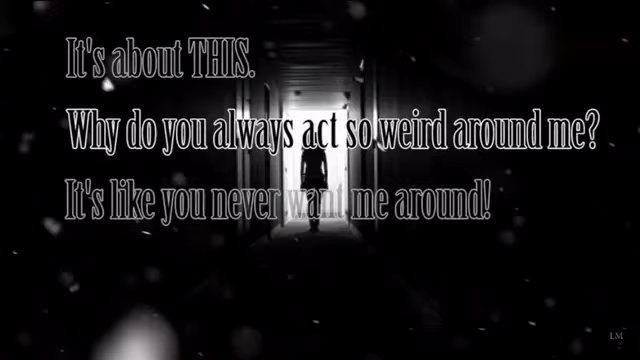 It's about THIS.
Why do you always act so weird around me?
It's like you never want me around!
LM